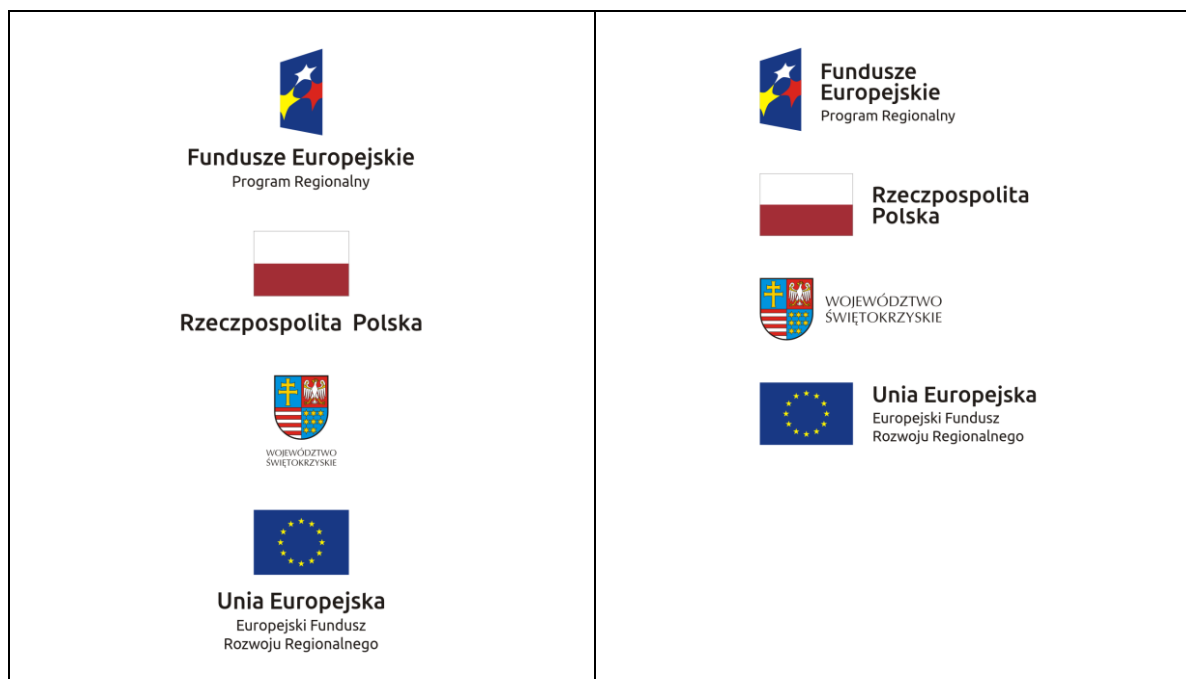 Fundusze Europejskie
Program Regionalny
Rzeczpospolita Polska
WOJEWÓDZTWO
ŚWIĘTOKRZYSKIE
Unia Europejska
Europejski Fundusz
Rozwoju Regionalnego
Fundusze
Europejskie
Program Regionalny
Rzeczpospolita
Polska
WOJEWÓDZTWO
ŚWIĘTOKRZYSKIE
Unia Europejska
Europejski Fundusz
Rozwoju Regionalnego